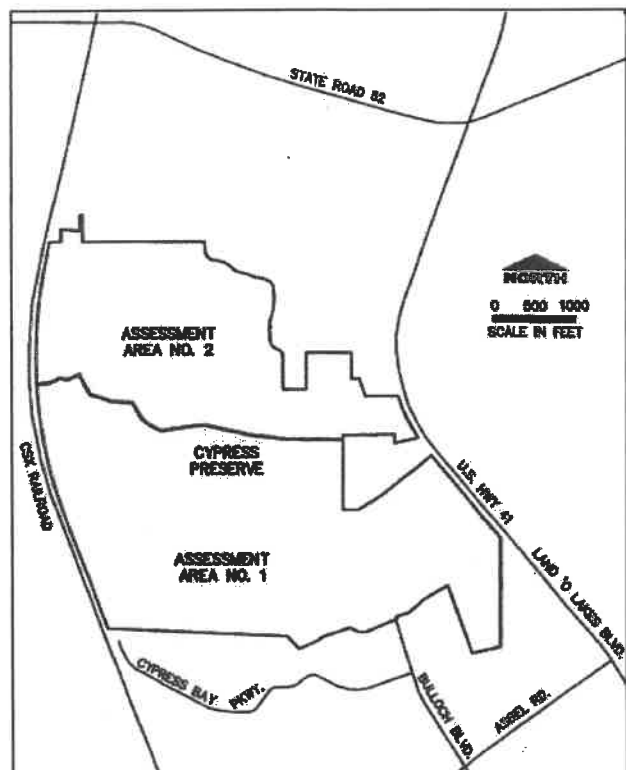 STATE ROAD 52
NORTH
0 500 1000
SCALE IN FEET
ASSESSMENT
AREA NO. 2
CYPRESS
PRESERVE
CSX RAILROAD
U.S. HWY 41
LAND 'O LAKES BLVD.
ASSESSMENT
AREA NO. 1
CYPRESS BAY PKWY.
BULLOCH BLVD.
ASBEL RD.